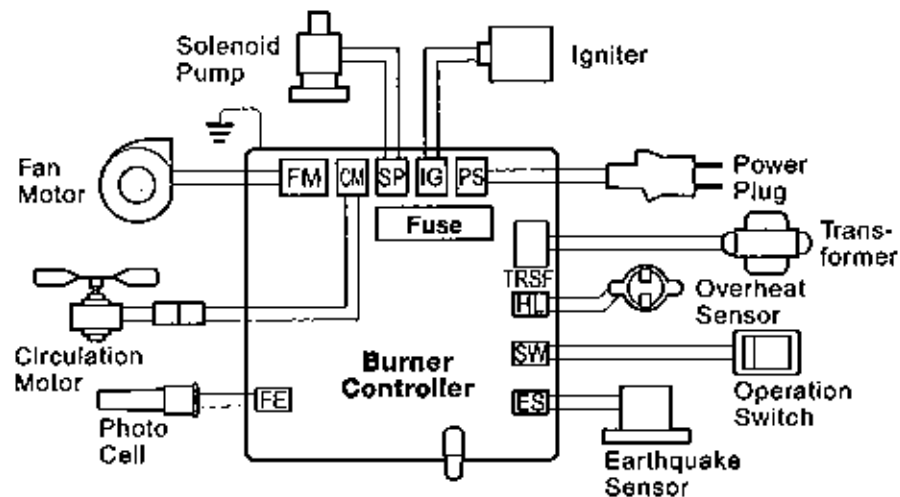 Solenoid
Pump
Igniter
Fan
Motor
FM
CM
SP
IG
PS
Power
Plug
Fuse
Trans-
former
TRSF
HL
Overheat
Sensor
Circulation
Motor
Burner
Controller
SW
Operation
Switch
FE
Photo
Cell
ES
Earthquake
Sensor